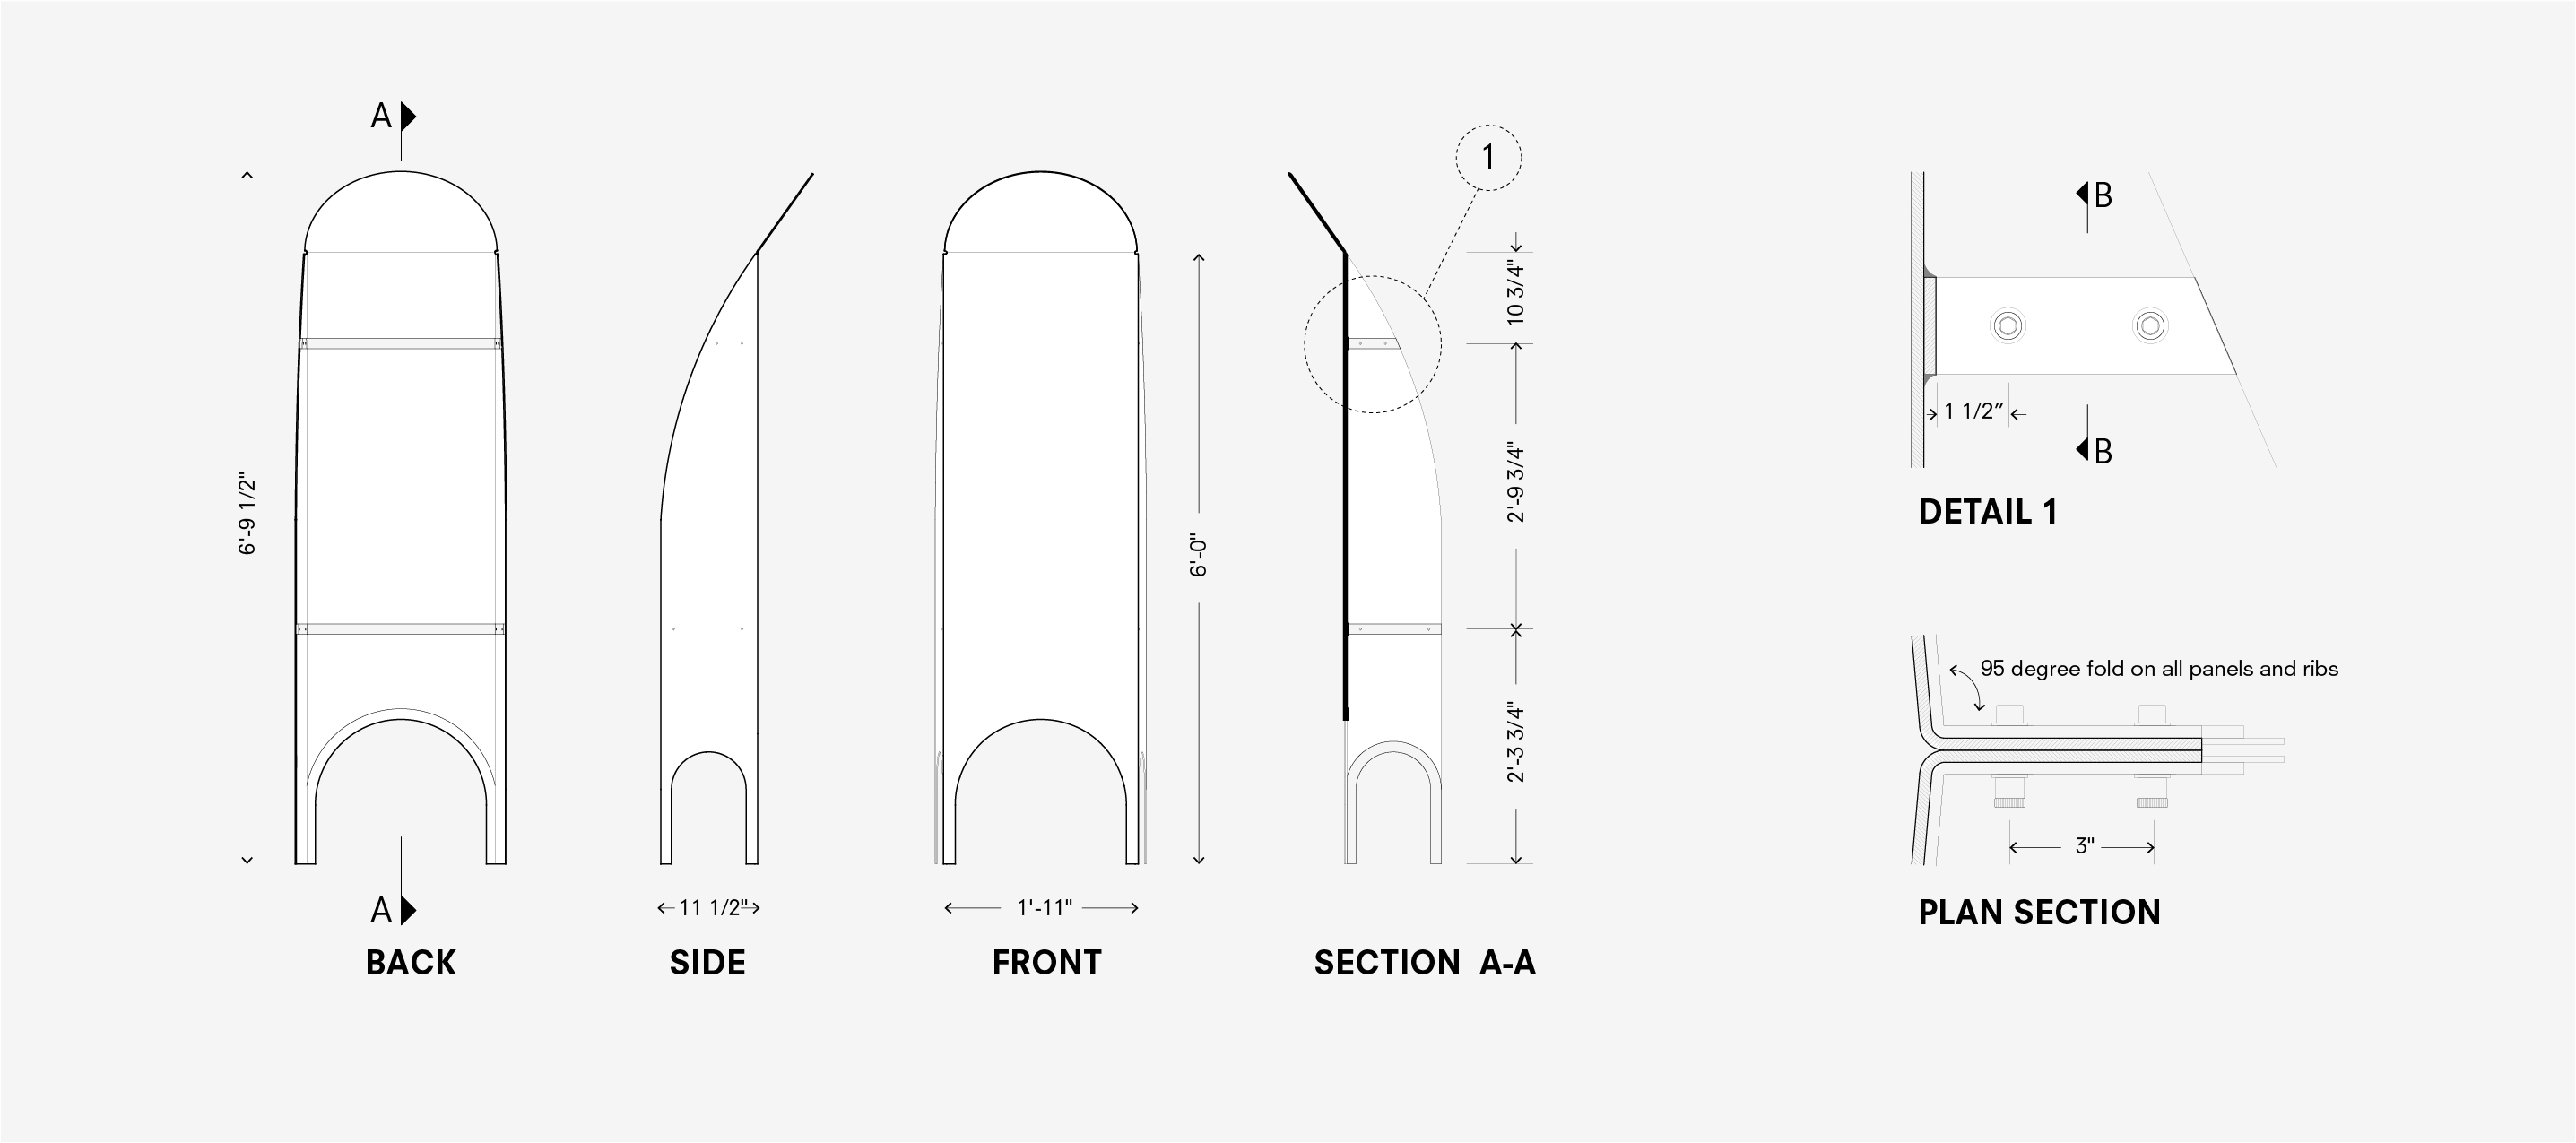 A
6'-9 1/2"
A
BACK
11 1/2"
SIDE
6'-0"
1'-11"
FRONT
1
10 3/4"
2'-9 3/4"
2'-3 3/4"
SECTION A-A
B
1 1/2”
B
DETAIL 1
95 degree fold on all panels and ribs
3"
PLAN SECTION